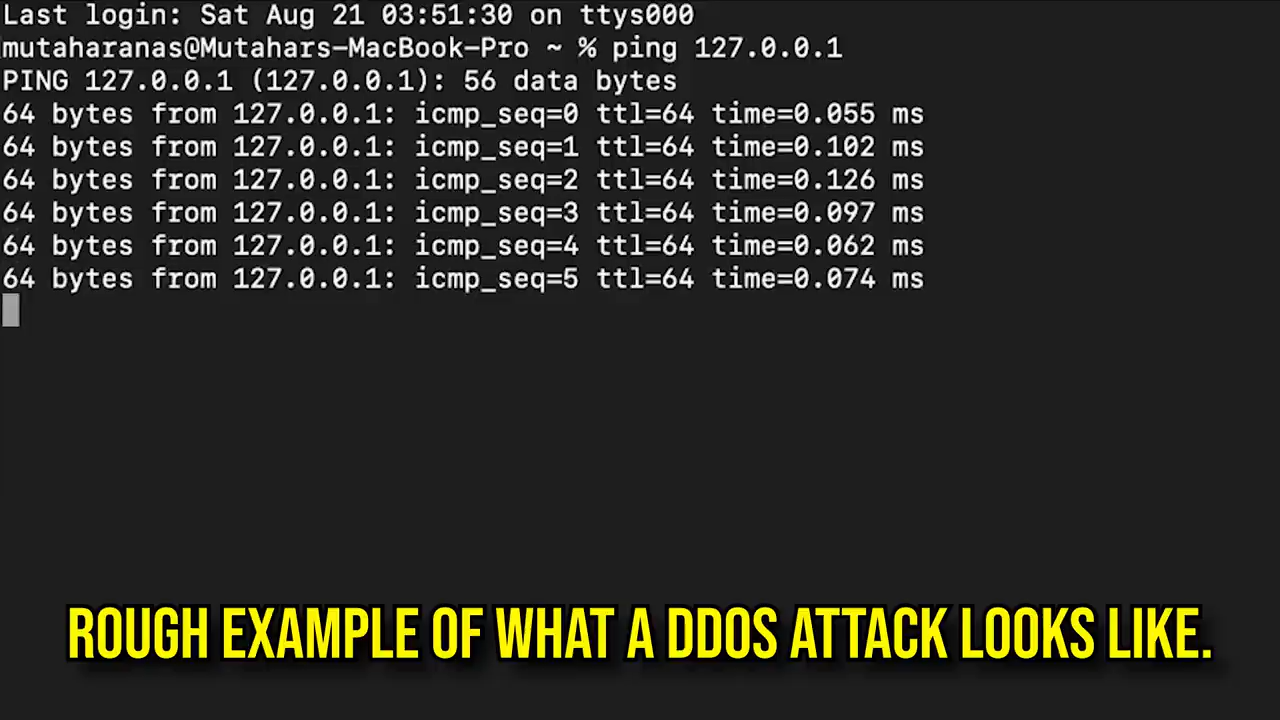 Last login: Sat Aug 21 03:51:30 on ttys000
mutaharanas@Mutahars-MacBook-Pro ~ % ping 127.0.0.1
PING 127.0.0.1 (127.0.0.1): 56 data bytes
64 bytes from 127.0.0.1: icmp_seq=0 ttl=64 time=0.055 ms
64 bytes from 127.0.0.1: icmp_seq=1 ttl=64 time=0.102 ms
64 bytes from 127.0.0.1: icmp_seq=2 ttl=64 time=0.126 ms
64 bytes from 127.0.0.1: icmp_seq=3 ttl=64 time=0.097 ms
64 bytes from 127.0.0.1: icmp_seq=4 ttl=64 time=0.062 ms
64 bytes from 127.0.0.1: icmp_seq=5 ttl=64 time=0.074 ms
ROUGH EXAMPLE OF WHAT A DDOS ATTACK LOOKS LIKE.